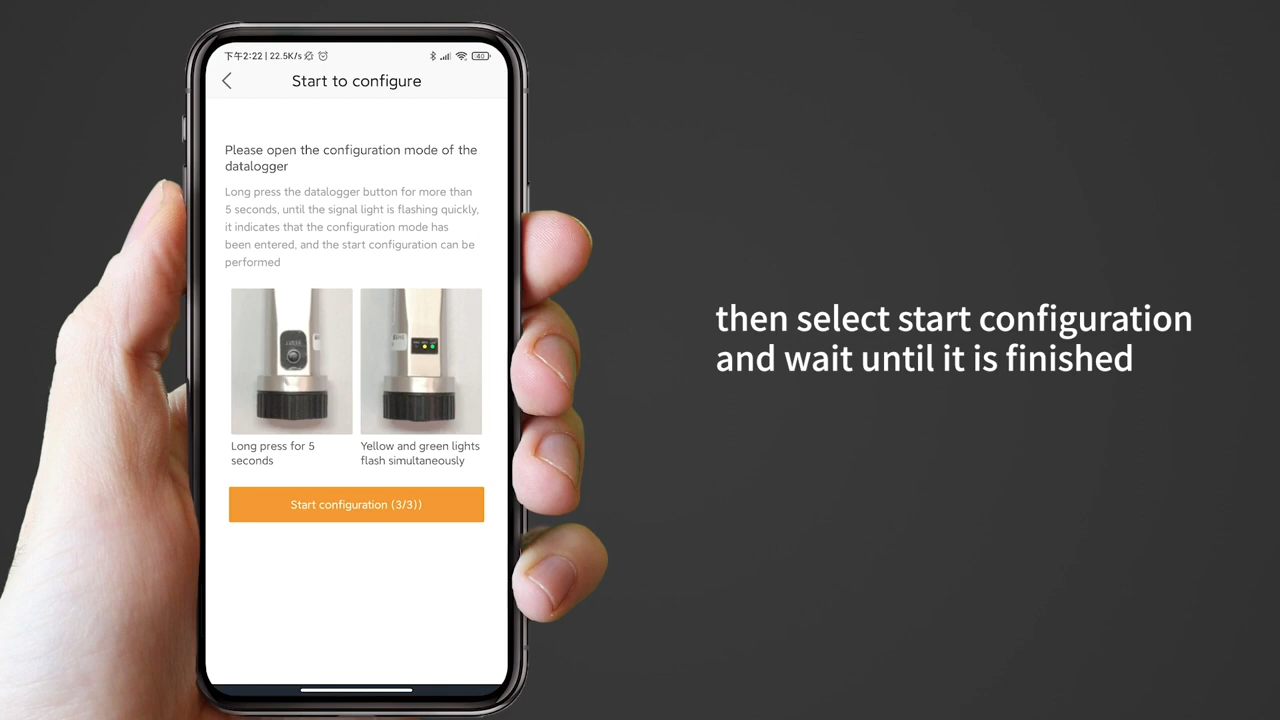 下午2:22 | 22.5K/s
40
Start to configure
Please open the configuration mode of the
datalogger
Long press the datalogger button for more than
5 seconds, until the signal light is flashing quickly,
it indicates that the configuration mode has
been entered, and the start configuration can be
performed
Long press for 5
seconds
Yellow and green lights
flash simultaneously
Start configuration (3/3))
then select start configuration
and wait until it is finished